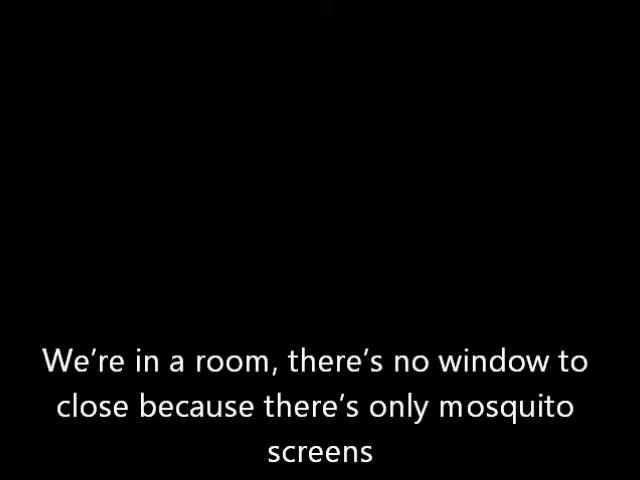 We’re in a room, there’s no window to
close because there’s only mosquito
screens